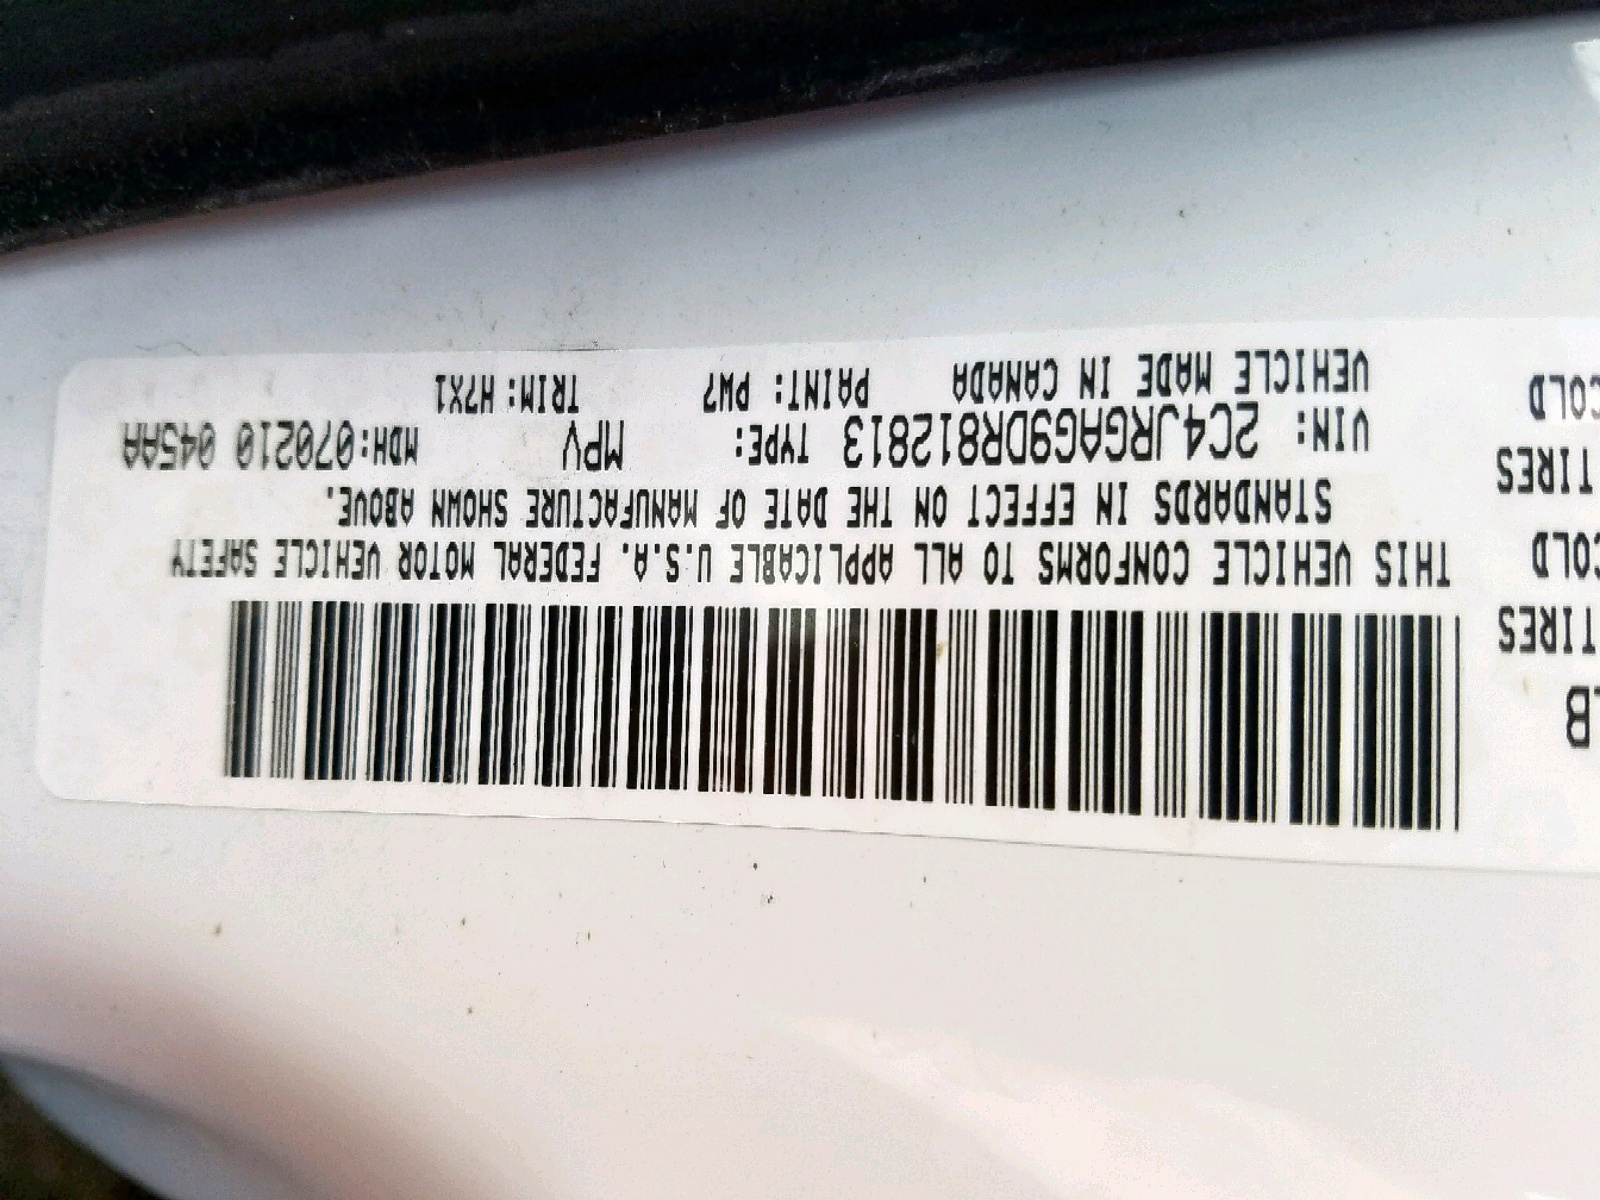 LB
TIRES
COLD
TIRES
COLD
THIS VEHICLE CONFORMS TO ALL APPLICABLE U.S.A. FEDERAL MOTOR VEHICLE SAFETY
STANDARDS IN EFFECT ON THE DATE OF MANUFACTURE SHOWN ABOVE.
VIN: 2C4JRGAG9DR812813 TYPE: MPV MDH:070210 045AA
VEHICLE MADE IN CANADA PAINT: PW7 TRIM: H7X1